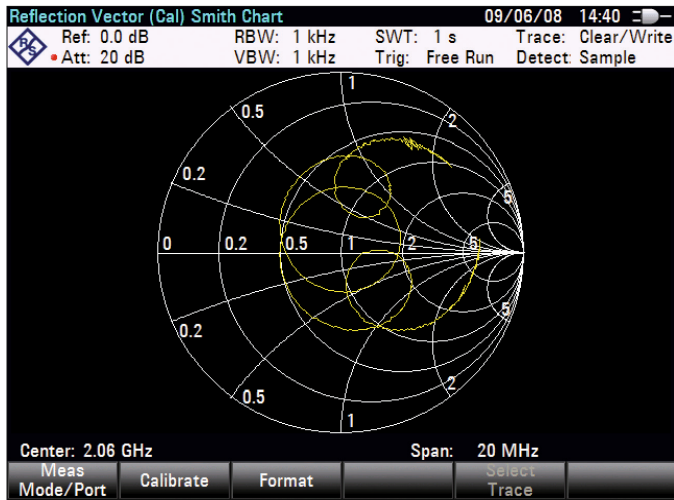 Reflection Vector (Cal) Smith Chart 09/06/08 14:40
R&S Ref: 0.0 dB RBW: 1 kHz SWT: 1 s Trace: Clear/Write
Att: 20 dB VBW: 1 kHz Trig: Free Run Detect: Sample
1
0.5 2
0.2 5
0 0.2 0.5 1 2 5
0.2 5
0.5 2
1
Center: 2.06 GHz Span: 20 MHz
Meas Mode/Port Calibrate Format Select Trace